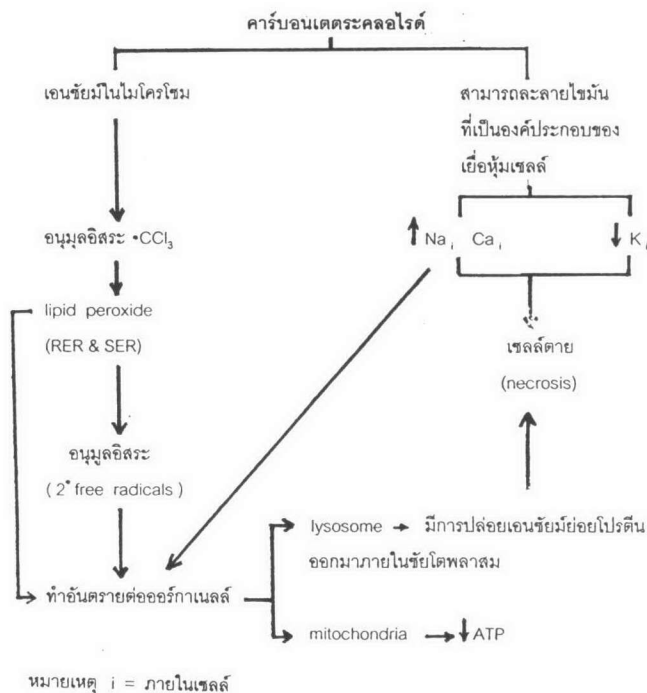 คาร์บอนเตตระคลอไรด์
เอนซัยม์ในไมโครโซม
สามารถละลายไขมัน
ที่เป็นองค์ประกอบของ
เยื่อหุ้มเซลล์
อนุมูลอิสระ •CCl₃
↑ Naᵢ Caᵢ
↓ Kᵢ
lipid peroxide
(RER & SER)
เซลล์ตาย
(necrosis)
อนุมูอิสระ
(2° free radicals)
lysosome → มีการปล่อยเอนซัยม์ย่อยโปรตีน
ออกมาภายในซัยโตพลาสม
ทำอันตรายต่อออร์กาเนลล์
mitochondria → ↓ ATP
หมายเหตุ i = ภายในเซลล์